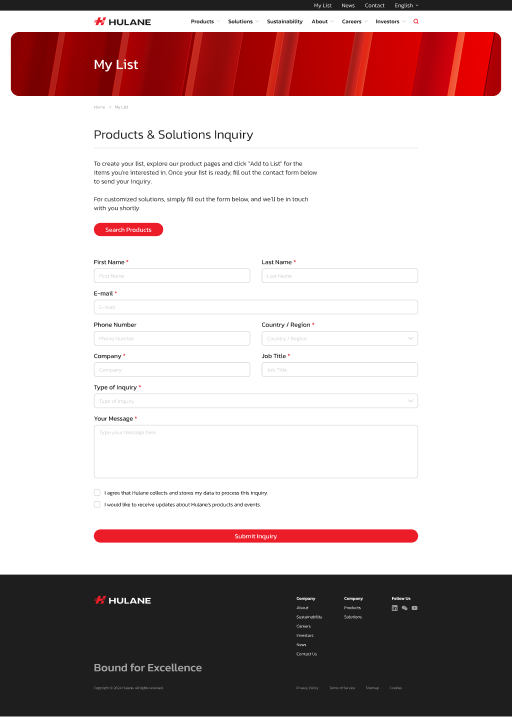 My List News Contact English
HULANE Products Solutions Sustainability About Careers Investors
My List
Home > My List
Products & Solutions Inquiry
To create your list, explore our product pages and click "Add to List" for the
items you're interested in. Once your list is ready, fill out the contact form below
to send your inquiry.
For customized solutions, simply fill out the form below, and we'll be in touch
with you shortly
Search Products
First Name * Last Name *
First Name Last Name
E-mail *
E-mail
Phone Number Country / Region *
Phone Number Country / Region
Company * Job Title *
Company Job Title
Type of Inquiry *
Type of Inquiry
Your Message *
Type your message here
I agree that Hulane collects and stores my data to process this inquiry.
I would like to receive updates about Hulane's products and events.
Submit Inquiry
HULANE Company Company Follow Us
About Products
Sustainability Solutions
Careers
Investors
News
Contact Us
Bound for Excellence
Copyright © 2024 Hulane. All rights reserved. Privacy Policy Terms of Service Sitemap Cookies